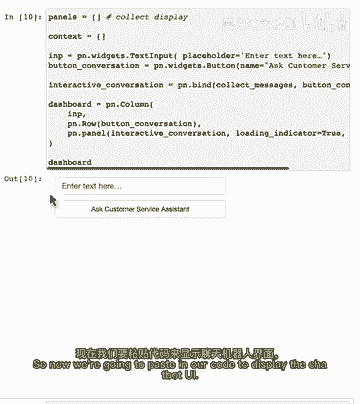 In [10]:
panels = [] # collect display
context = []
inp = pn.widgets.TextInput( placeholder='Enter text here…')
button_conversation = pn.widgets.Button(name="Ask Customer Serv
interactive_conversation = pn.bind(collect_messages, button_con
dashboard = pn.Column(
inp,
pn.Row(button_conversation),
pn.panel(interactive_conversation, loading_indicator=True,
)
dashboard
Out[10]:
Enter text here…
Ask Customer Service Assistant
现在我们要粘贴代码来显示聊天机器人界面。
So now we're going to paste in our code to display the cha
tbot UI.